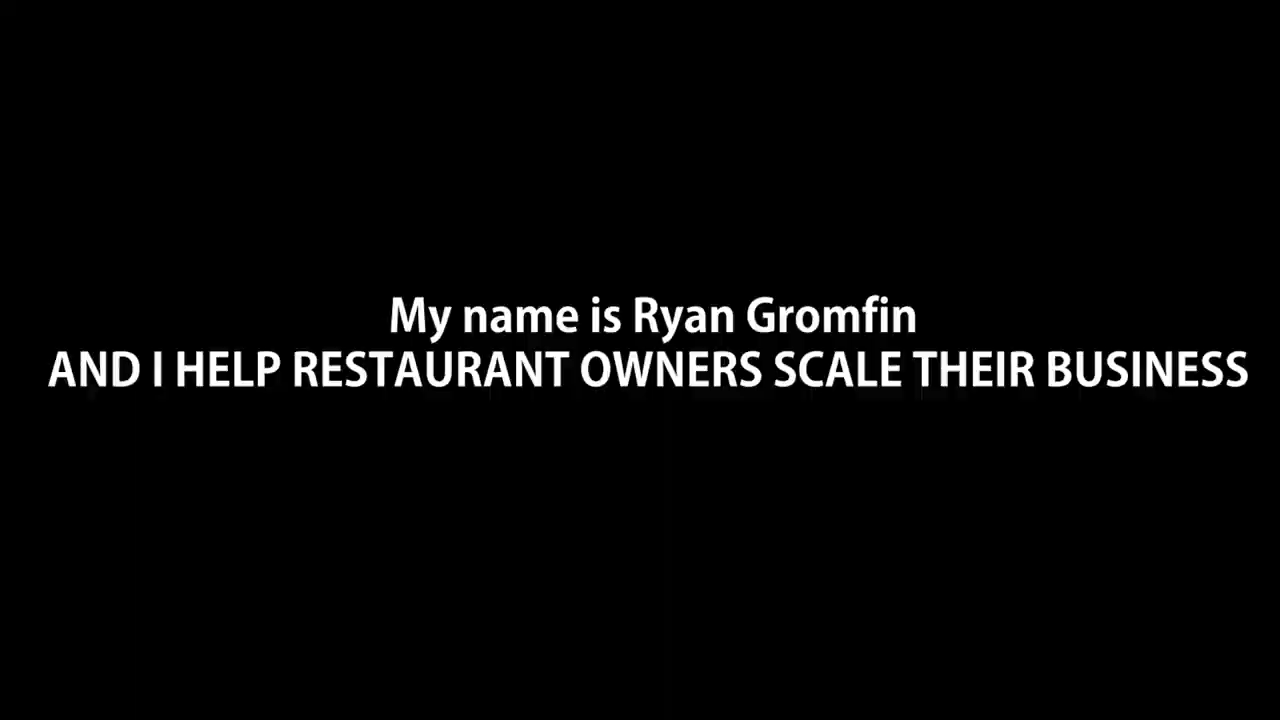 My name is Ryan Gromfin
AND I HELP RESTAURANT OWNERS SCALE THEIR BUSINESS